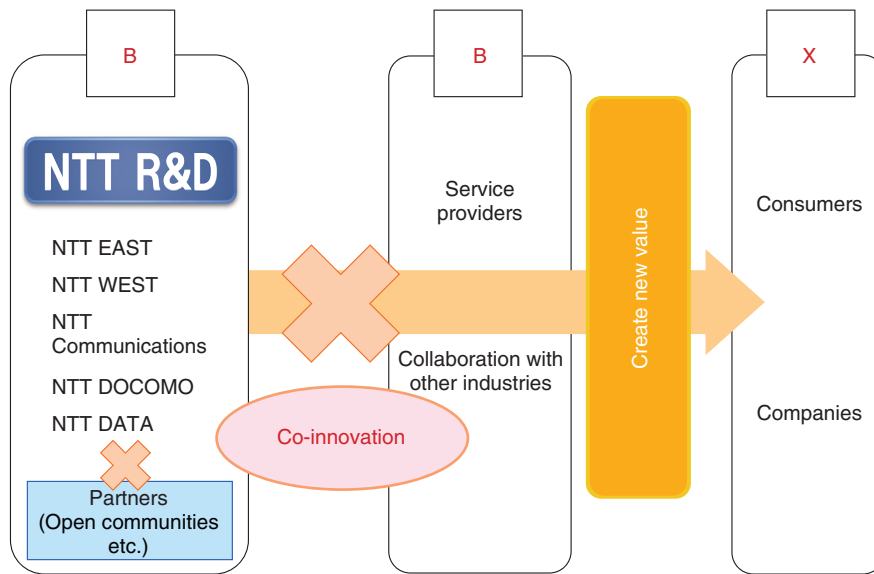 B
NTT R&D
NTT EAST
NTT WEST
NTT
Communications
NTT DOCOMO
NTT DATA
Partners
(Open communities
etc.)
Co-innovation
B
Service
providers
Collaboration with
other industries
Create new value
X
Consumers
Companies